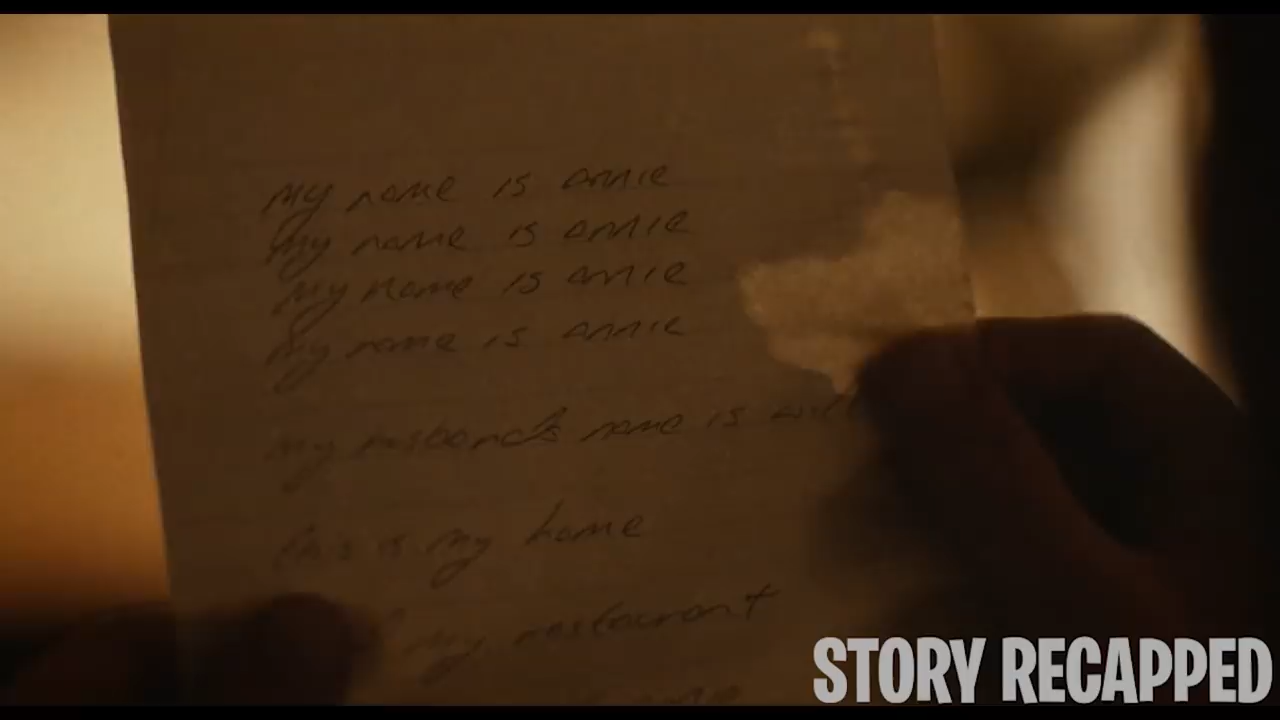 my name is annie
my name is annie
my name is annie
my name is annie
my husband's name is
this is my home
my restaurant
STORY RECAPPED